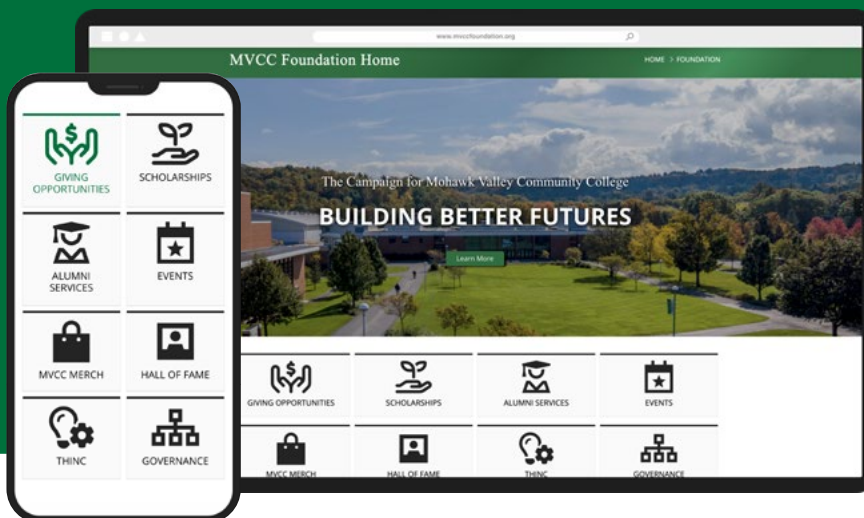 www.mvccfoundation.org
MVCC Foundation Home
HOME > FOUNDATION
The Campaign for Mohawk Valley Community College
BUILDING BETTER FUTURES
Learn More
GIVING OPPORTUNITIES
SCHOLARSHIPS
ALUMNI SERVICES
EVENTS
MVCC MERCH
HALL OF FAME
THINC
GOVERNANCE
GIVING
OPPORTUNITIES
SCHOLARSHIPS
ALUMNI
SERVICES
EVENTS
MVCC MERCH
HALL OF FAME
THINC
GOVERNANCE